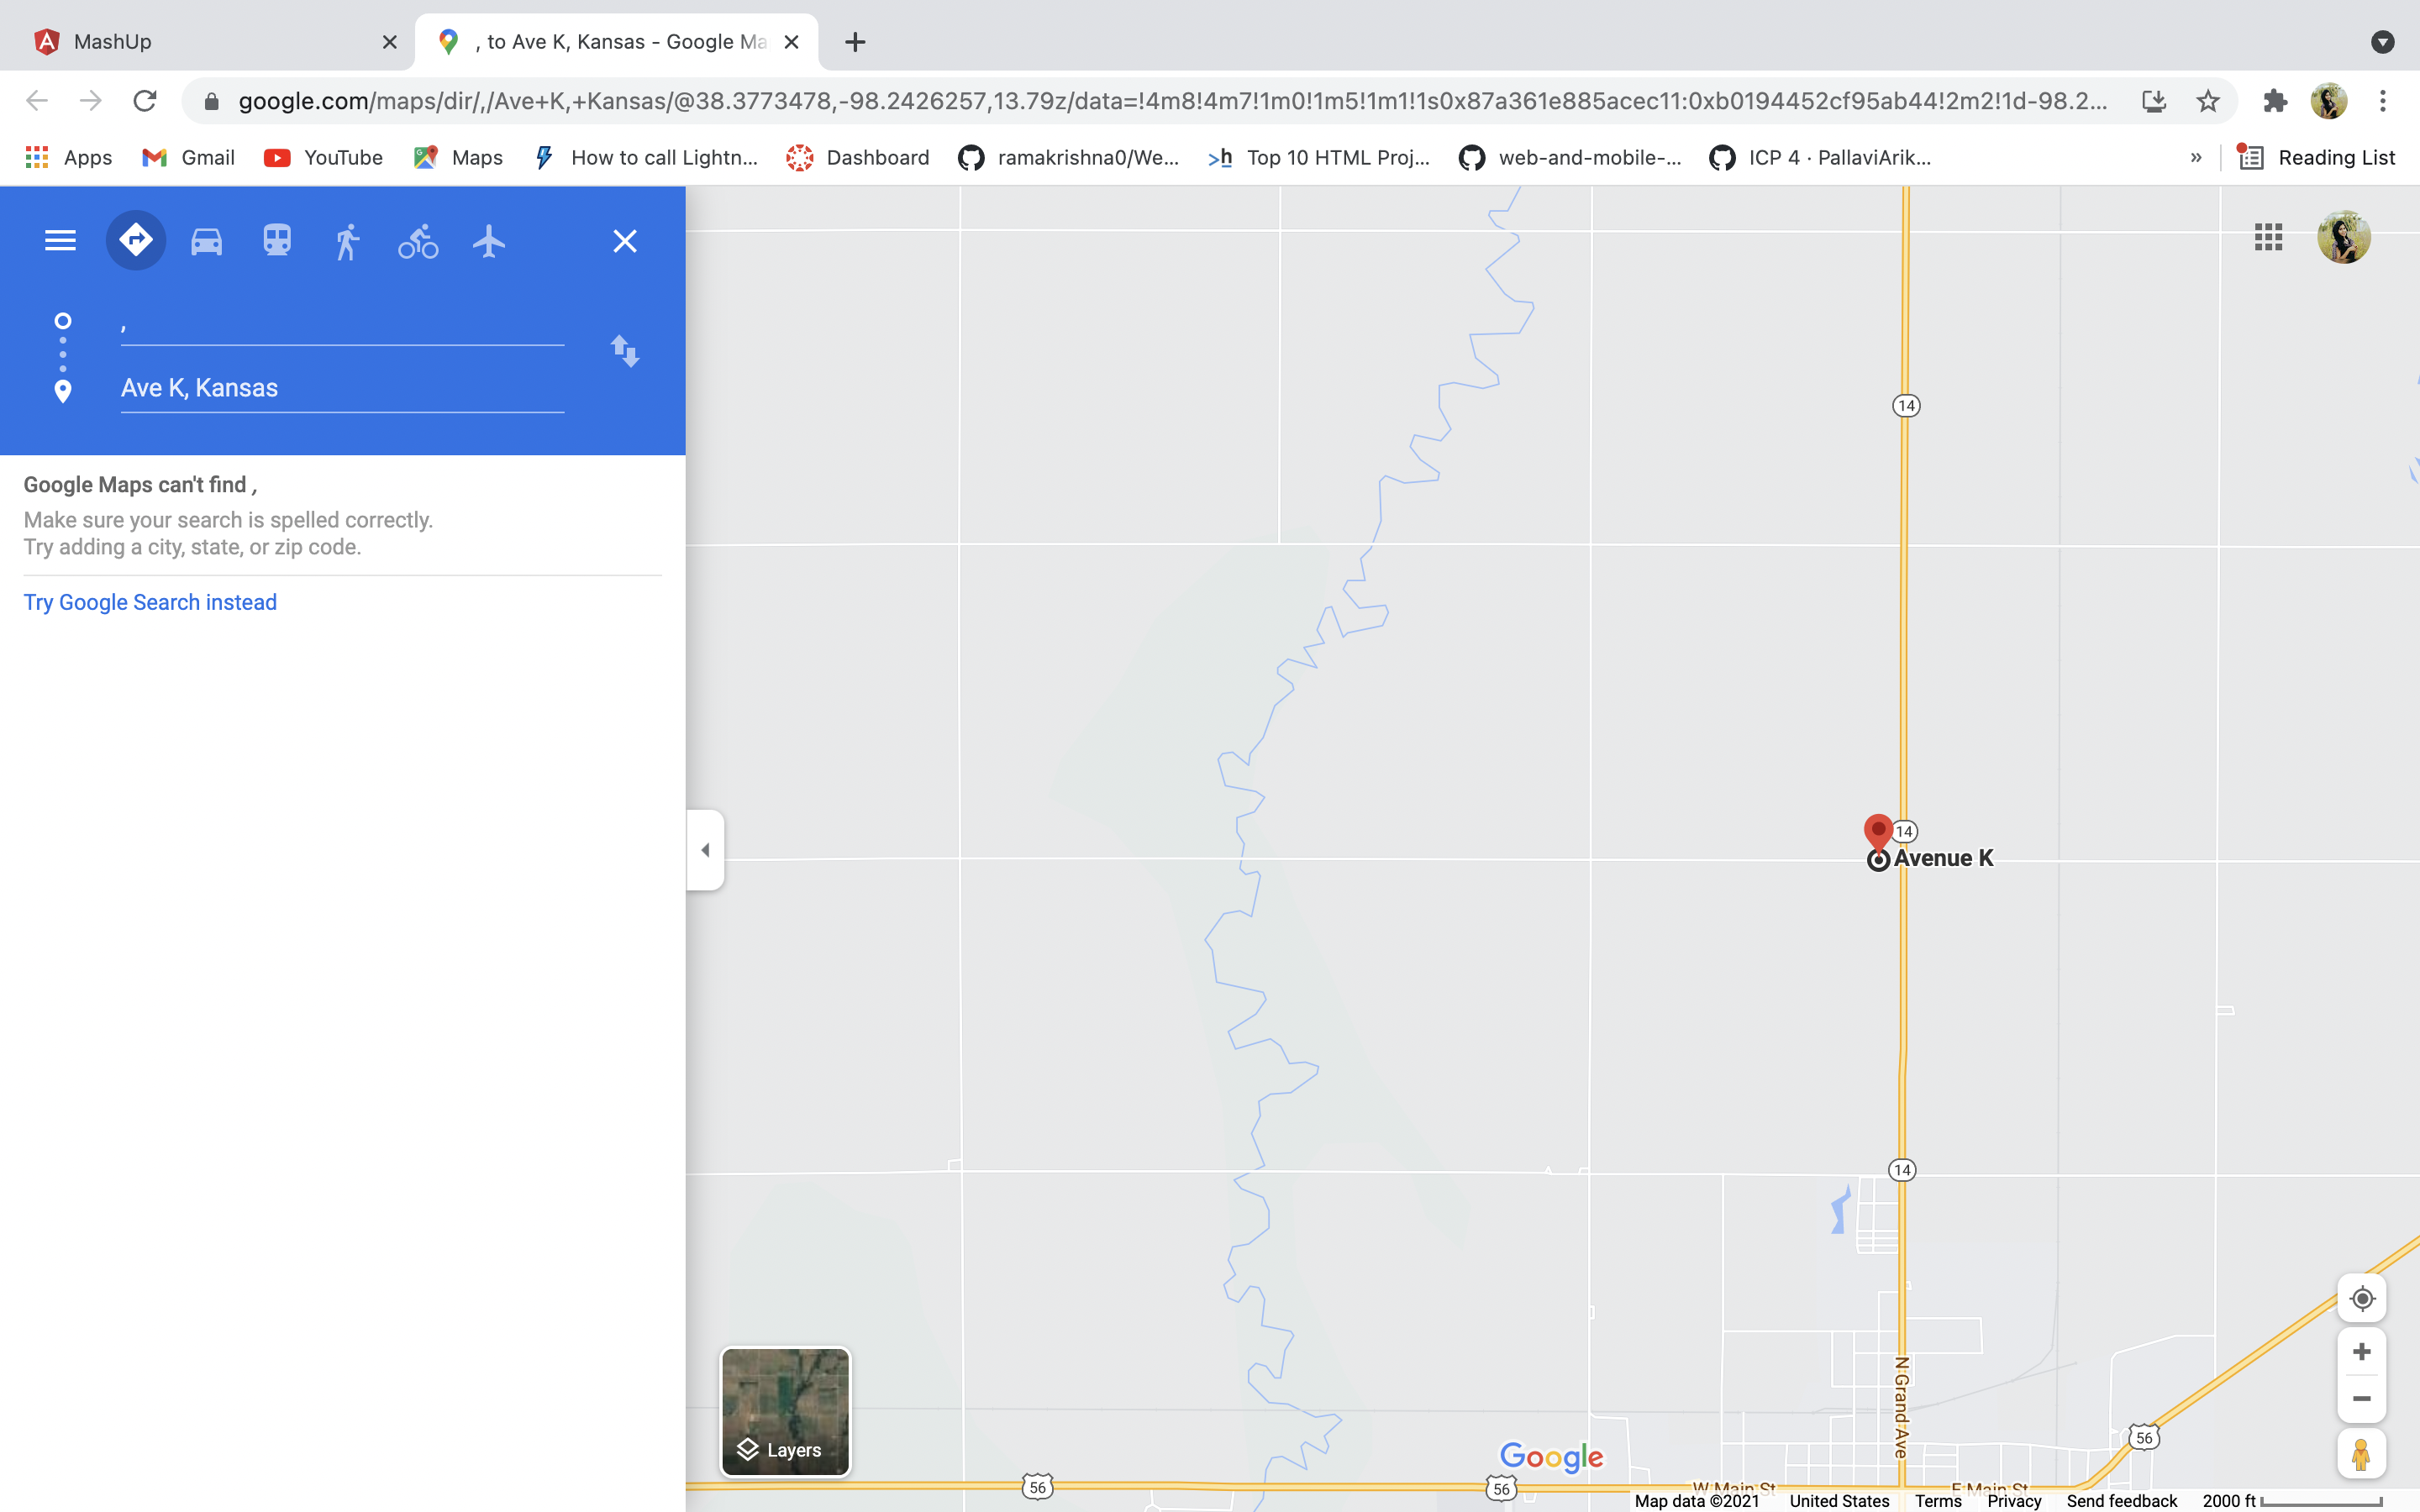 MashUp
, to Ave K, Kansas - Google Ma
google.com/maps/dir/,/Ave+K,+Kansas/@38.3773478,-98.2426257,13.79z/data=!4m8!4m7!1m0!1m5!1m1!1s0x87a361e885acec11:0xb0194452cf95ab44!2m2!1d-98.2...
Apps
Gmail
YouTube
Maps
How to call Lightn...
Dashboard
ramakrishna0/We...
>h
Top 10 HTML Proj...
web-and-mobile-...
ICP 4 · PallaviArik...
»
Reading List
,
Ave K, Kansas
Google Maps can't find ,
Make sure your search is spelled correctly.
Try adding a city, state, or zip code.
Try Google Search instead
14
14
Avenue K
14
N Grand Ave
56
Layers
Google
56
56
W Main St
E Main St
Map data ©2021
United States
Terms
Privacy
Send feedback
2000 ft